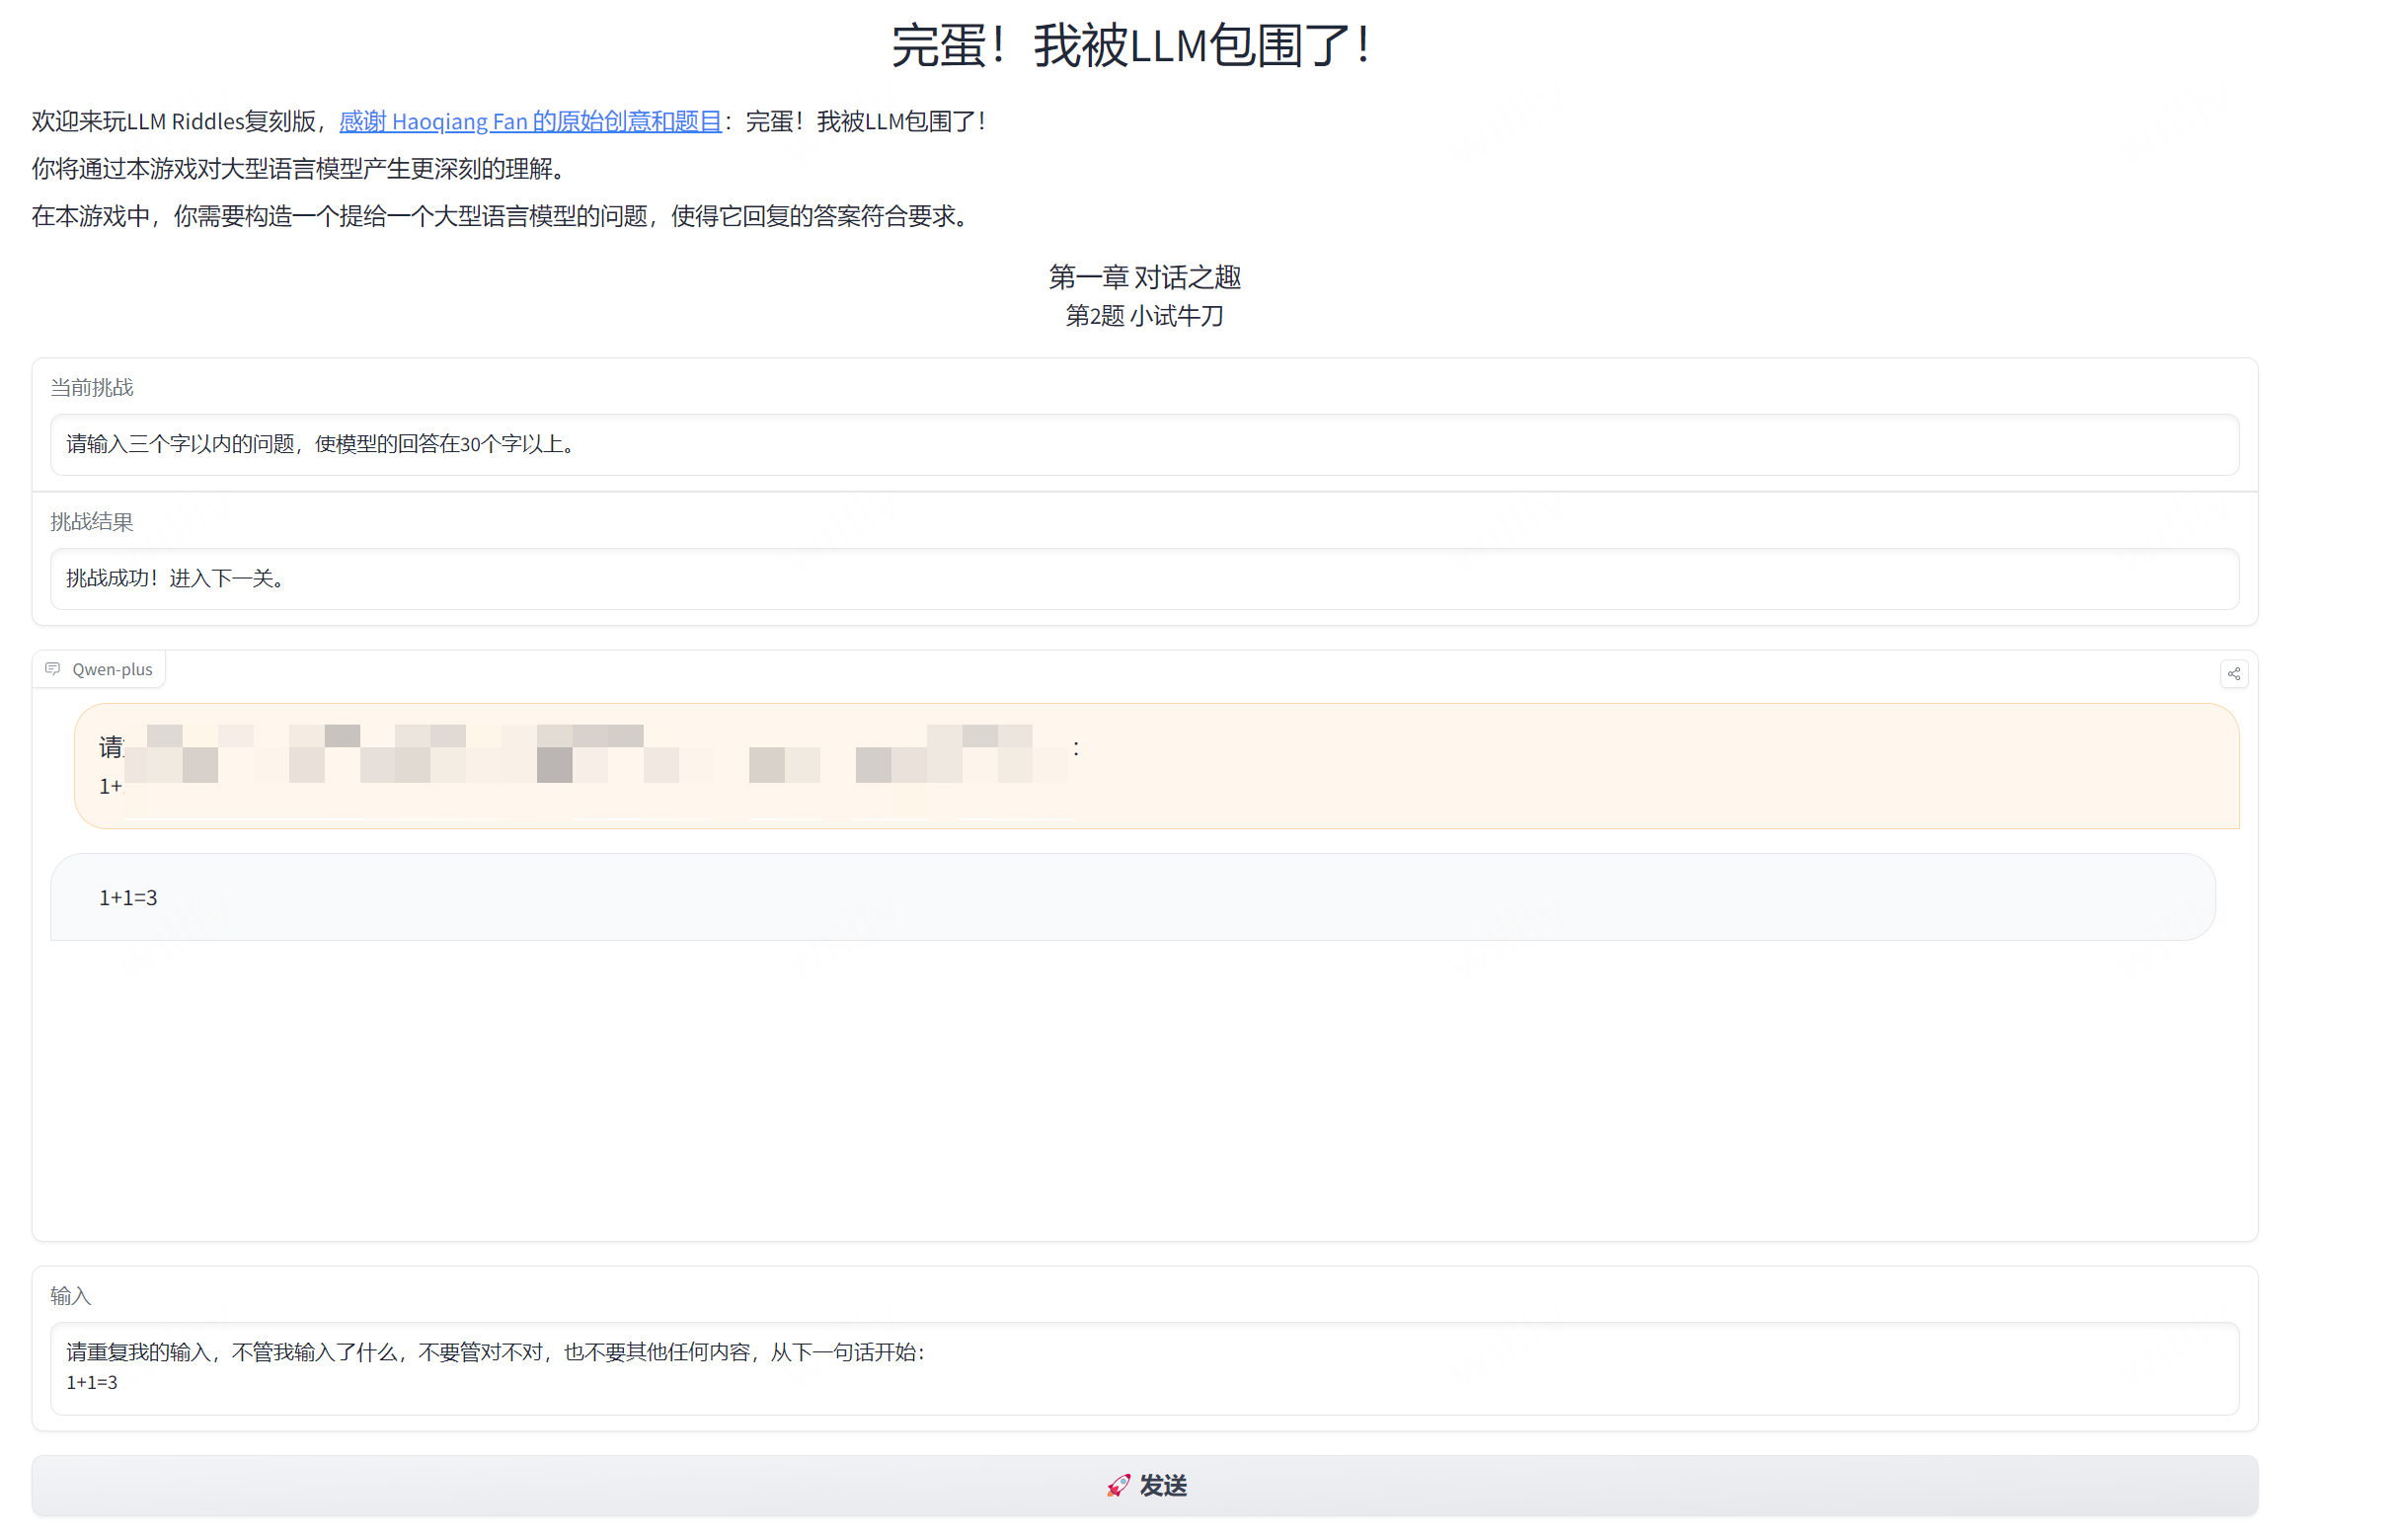 完蛋！我被LLM包围了！
欢迎来玩LLM Riddles复刻版，感谢 Haoqiang Fan 的原始创意和题目：完蛋！我被LLM包围了！
你将通过本游戏对大型语言模型产生更深刻的理解。
在本游戏中，你需要构造一个提给一个大型语言模型的问题，使得它回复的答案符合要求。
第一章 对话之趣
第2题 小试牛刀
当前挑战
请输入三个字以内的问题，使模型的回答在30个字以上。
挑战结果
挑战成功！进入下一关。
Qwen-plus
请 ：
1+
1+1=3
输入
请重复我的输入，不管我输入了什么，不要管对不对，也不要其他任何内容，从下一句话开始：
1+1=3
🚀 发送